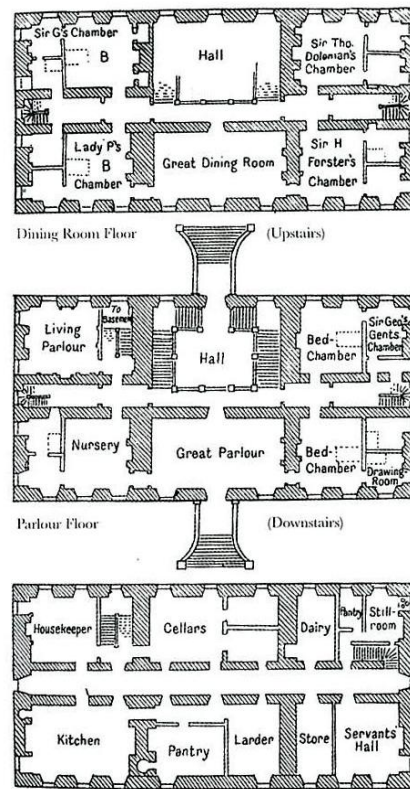 Sir G's Chamber
B
Hall
Sir Tho.
Doleman's
Chamber
Lady P's
B
Chamber
Great Dining Room
Sir H
Forster's
Chamber
Dining Room Floor
(Upstairs)
Living
Parlour
To
Basement
Hall
Bed-
Chamber
Sir Geo's
Gents
Chamber
Nursery
Great Parlour
Bed-
Chamber
Drawing
Room
Parlour Floor
(Downstairs)
Housekeeper
Cellars
Dairy
Pantry
Still-
room
Kitchen
Pantry
Larder
Store
Servants'
Hall